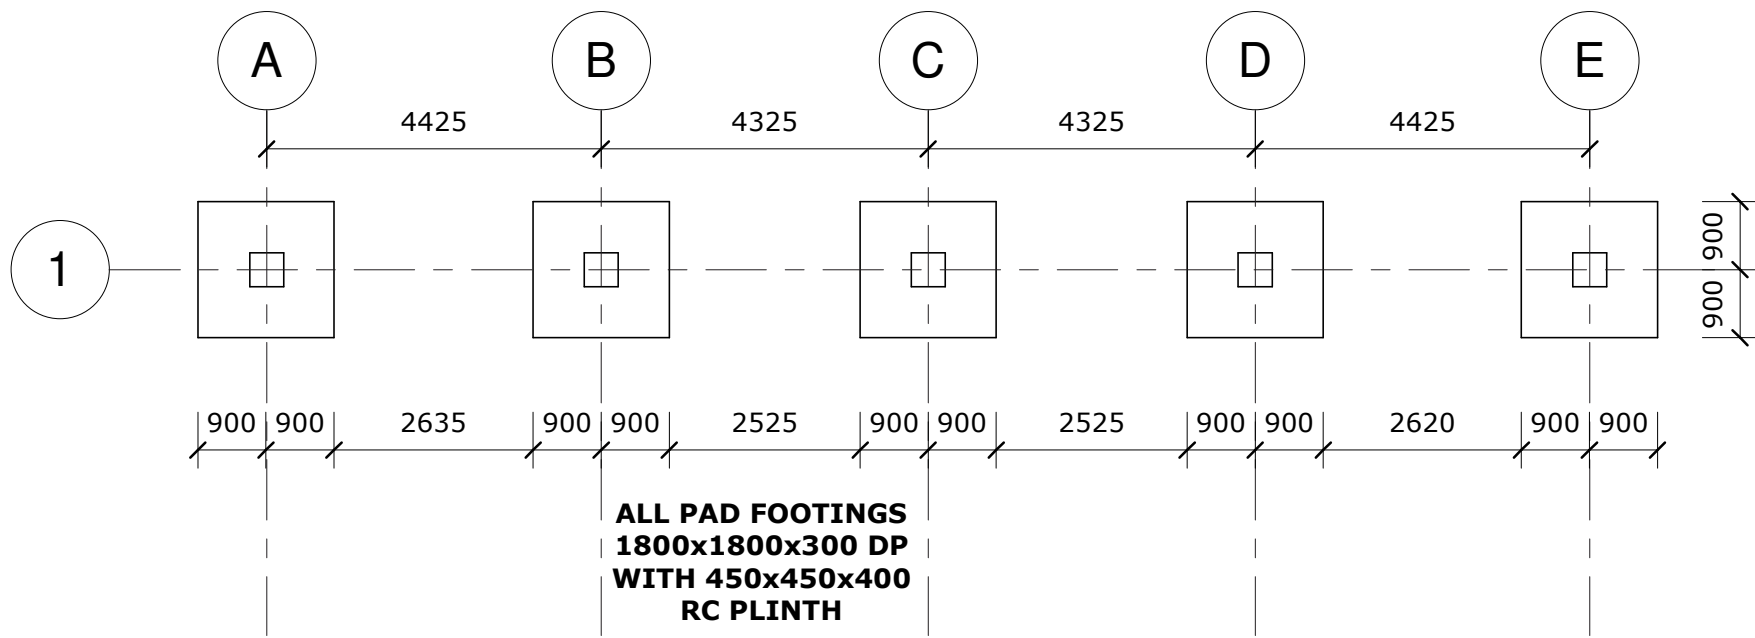 A B C D E
4425 4325 4325 4425
1
900
900
900 900 2635 900 900 2525 900 900 2525 900 900 2620 900 900
ALL PAD FOOTINGS
1800x1800x300 DP
WITH 450x450x400
RC PLINTH